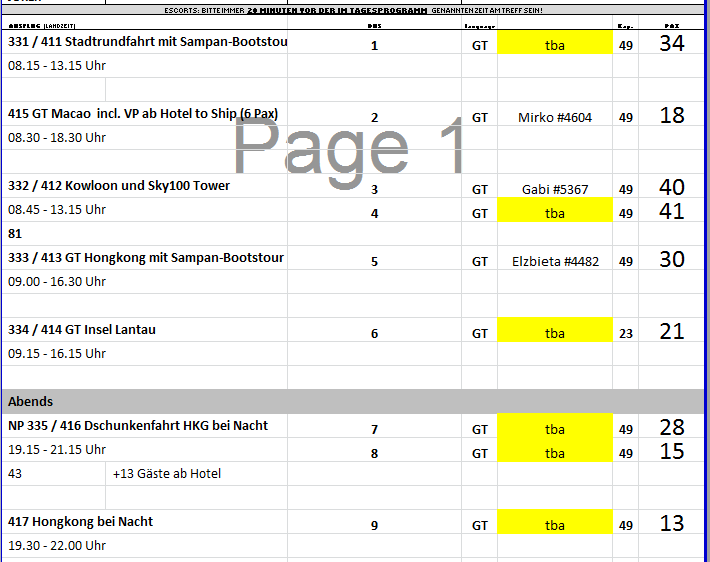 ESCORTS: BITTE IMMER 20 MINUTEN VOR DER IM TAGESPROGRAMM GENANNTEN ZEIT AM TREFF SEIN!
AUSFLUG (LANDZEIT) BUS Language Kap. PAX
331 / 411 Stadtrundfahrt mit Sampan-Bootstou 1 GT tba 49 34
08.15 - 13.15 Uhr
415 GT Macao incl. VP ab Hotel to Ship (6 Pax) 2 GT Mirko #4604 49 18
08.30 - 18.30 Uhr
Page 1
332 / 412 Kowloon und Sky100 Tower 3 GT Gabi #5367 49 40
08.45 - 13.15 Uhr 4 GT tba 49 41
81
333 / 413 GT Hongkong mit Sampan-Bootstour 5 GT Elzbieta #4482 49 30
09.00 - 16.30 Uhr
334 / 414 GT Insel Lantau 6 GT tba 23 21
09.15 - 16.15 Uhr
Abends
NP 335 / 416 Dschunkenfahrt HKG bei Nacht 7 GT tba 49 28
19.15 - 21.15 Uhr 8 GT tba 49 15
43 +13 Gäste ab Hotel
417 Hongkong bei Nacht 9 GT tba 49 13
19.30 - 22.00 Uhr